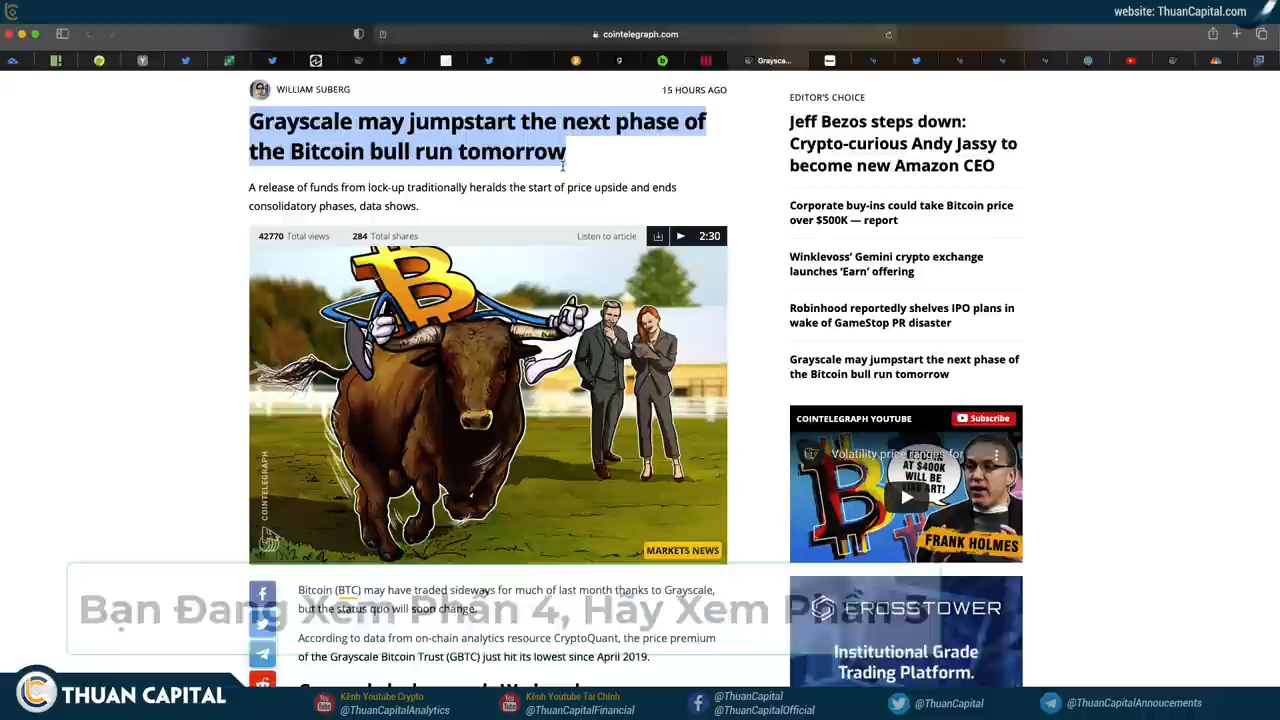 website: ThuanCapital.com
cointelegraph.com
Graysca...
WILLIAM SUBERG
15 HOURS AGO
Grayscale may jumpstart the next phase of
the Bitcoin bull run tomorrow
A release of funds from lock-up traditionally heralds the start of price upside and ends
consolidatory phases, data shows.
42770 Total views
284 Total shares
Listen to article
2:30
COINTELEGRAPH
MARKETS NEWS
Bitcoin (BTC) may have traded sideways for much of last month thanks to Grayscale,
but the status quo will soon change.
According to data from on-chain analytics resource CryptoQuant, the price premium
of the Grayscale Bitcoin Trust (GBTC) just hit its lowest since April 2019.
EDITOR'S CHOICE
Jeff Bezos steps down:
Crypto-curious Andy Jassy to
become new Amazon CEO
Corporate buy-ins could take Bitcoin price
over $500K — report
Winklevoss' Gemini crypto exchange
launches 'Earn' offering
Robinhood reportedly shelves IPO plans in
wake of GameStop PR disaster
Grayscale may jumpstart the next phase of
the Bitcoin bull run tomorrow
COINTELEGRAPH YOUTUBE
Subscribe
Volatility price ranges for ...
AT $400K
WILL BE
ART!
FRANK HOLMES
CROSSTOWER
Institutional Grade
Trading Platform.
Bạn Đang Xem Phần 4, Hãy Xem Phần
THUAN CAPITAL
Kênh Youtube Crypto
@ThuanCapitalAnalytics
Kênh Youtube Tài Chính
@ThuanCapitalFinancial
@ThuanCapital
@ThuanCapitalOfficial
@ThuanCapital
@ThuanCapitalAnnoucements